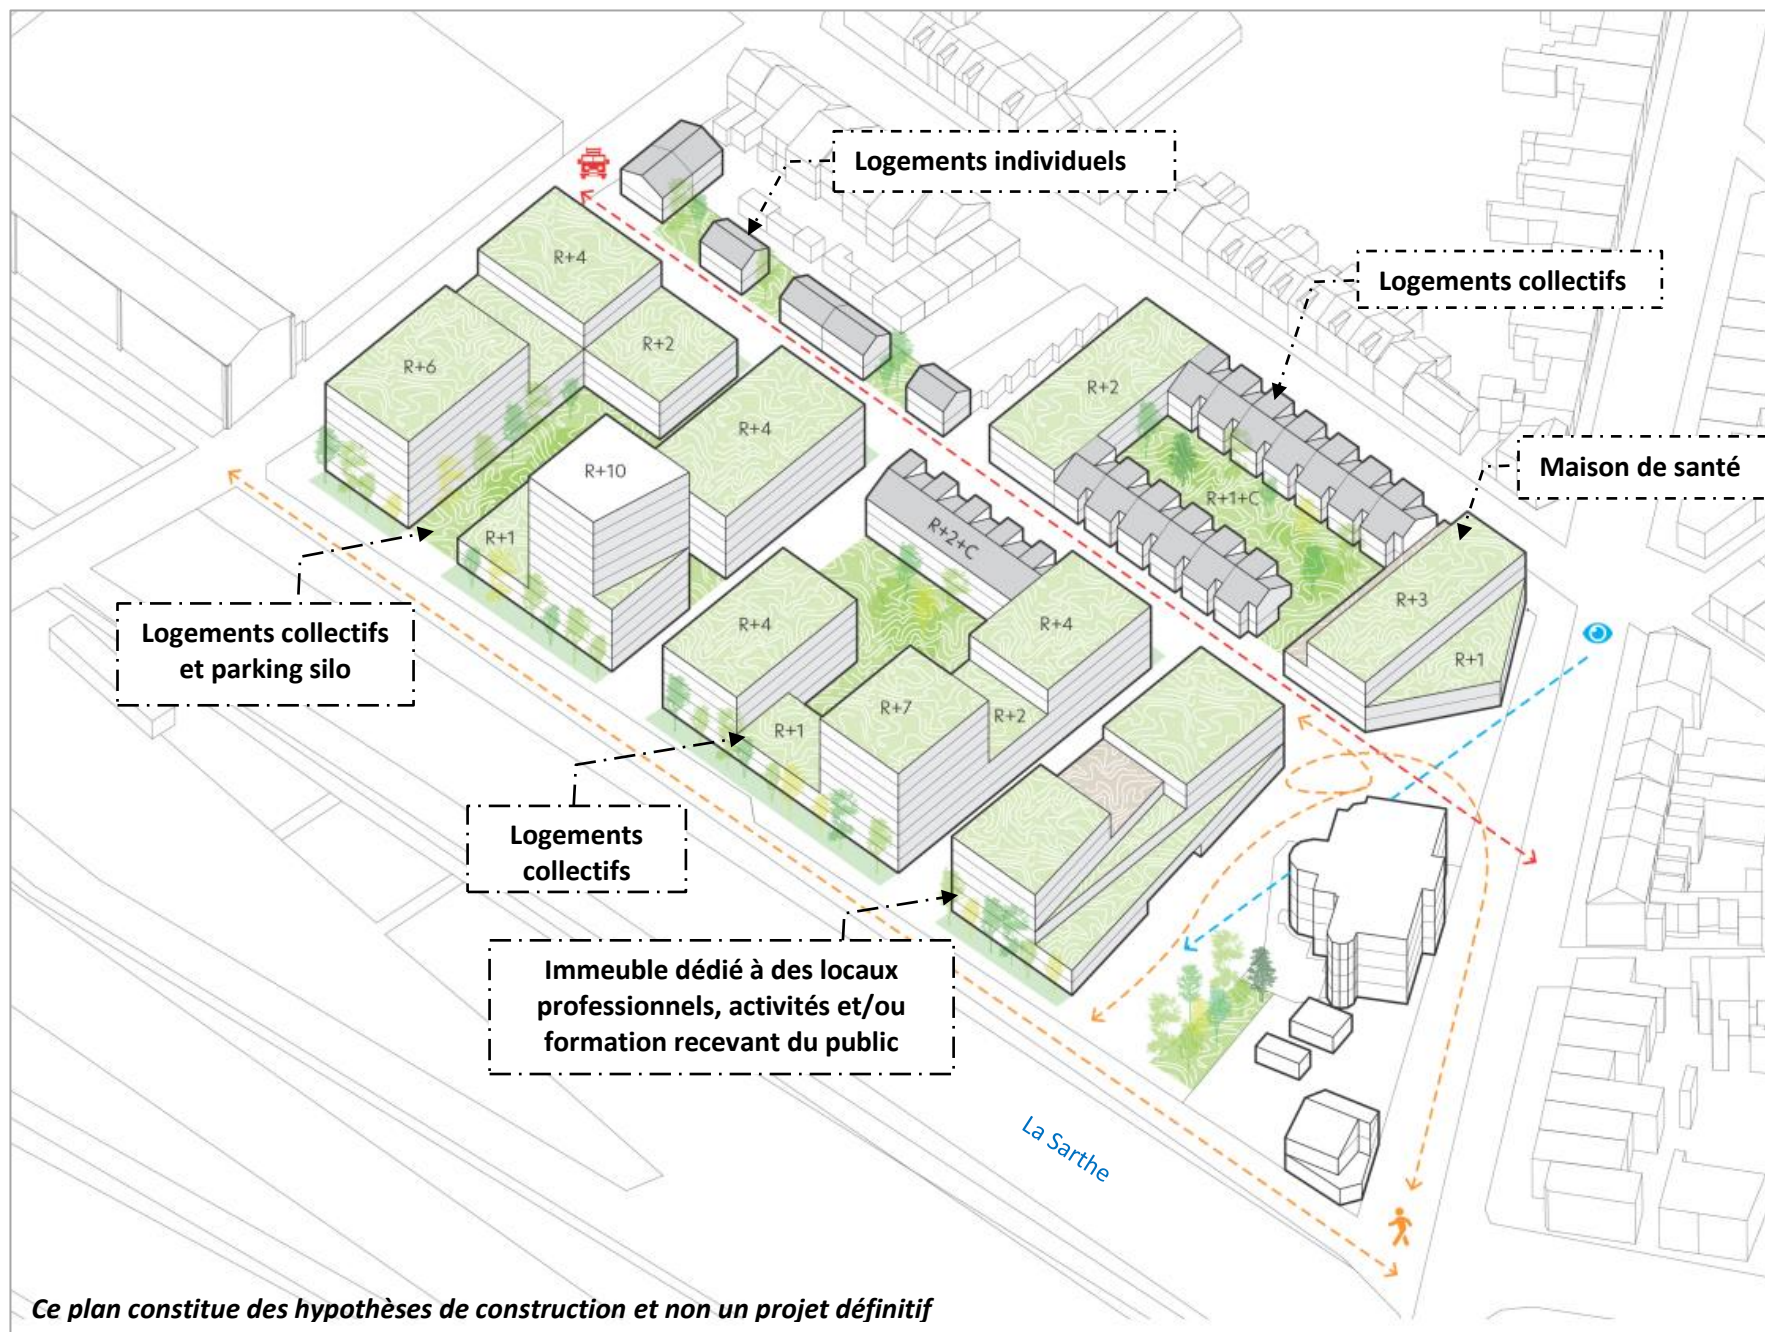 Logements individuels
R+4
Logements collectifs
R+2
R+6
R+2
R+4
Maison de santé
R+10
R+1+C
R+1
R+2+C
R+3
Logements collectifs
et parking silo
R+4
R+4
R+1
R+7
R+2
R+1
Logements
collectifs
Immeuble dédié à des locaux
professionnels, activités et/ou
formation recevant du public
La Sarthe
Ce plan constitue des hypothèses de construction et non un projet définitif